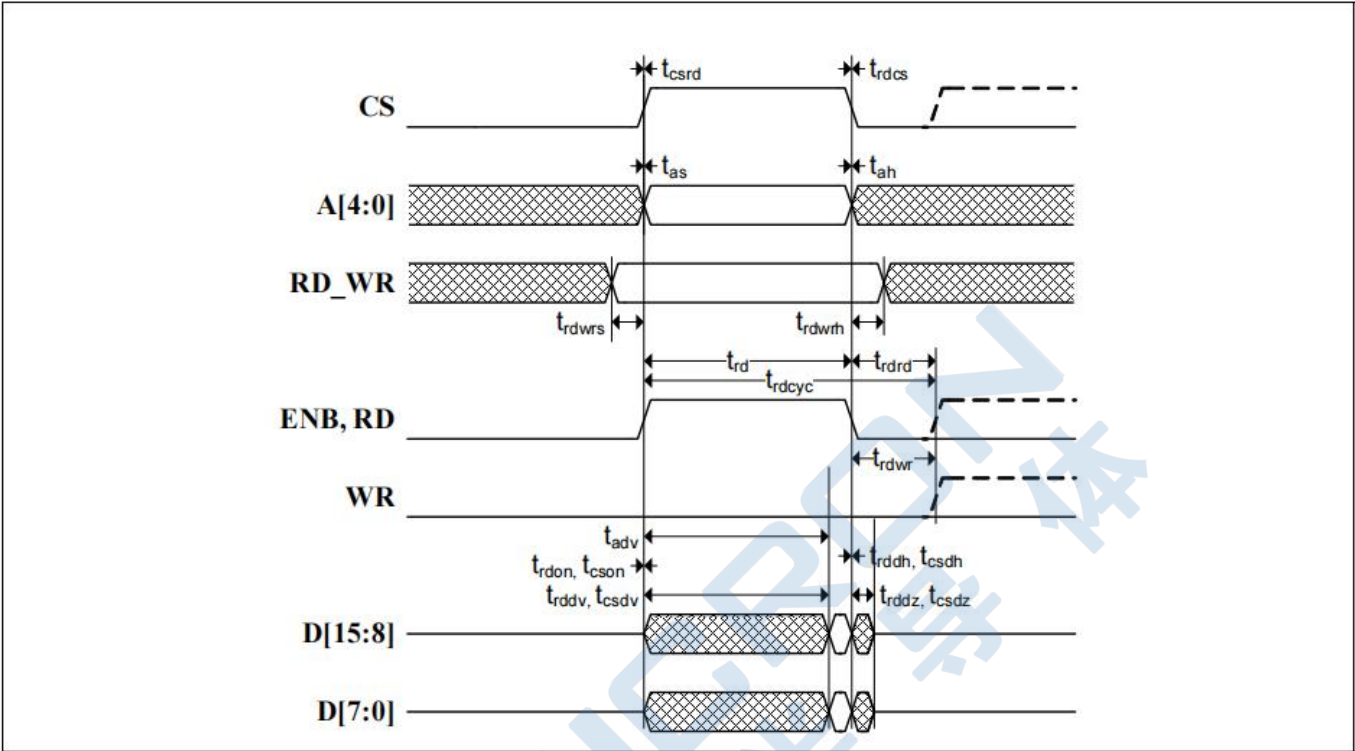 t_csrd t_rdcs
CS
t_as t_ah
A[4:0]
RD_WR
t_rdwrs t_rdwrh
t_rd t_rdrd
t_rdcyc
ENB, RD
t_rdwr
WR
t_adv
t_rdon, t_cson t_rddh, t_csdh
t_rddv, t_csdv t_rddz, t_csdz
D[15:8]
D[7:0]